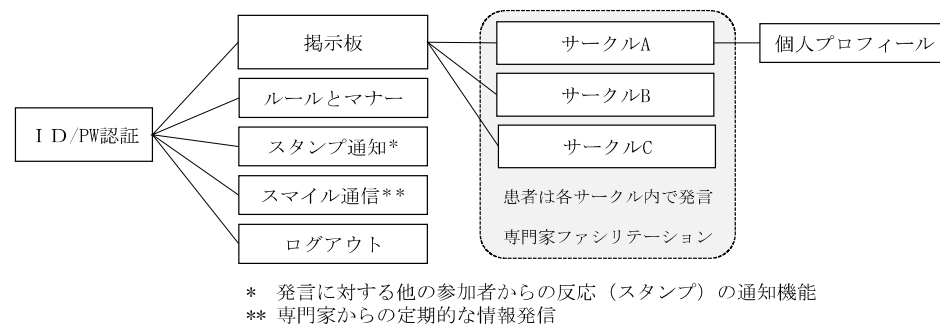 ＩＤ/PW認証
掲示板
ルールとマナー
スタンプ通知*
スマイル通信**
ログアウト
サークルA
サークルB
サークルC
患者は各サークル内で発言
専門家ファシリテーション
個人プロフィール
* 発言に対する他の参加者からの反応（スタンプ）の通知機能
** 専門家からの定期的な情報発信